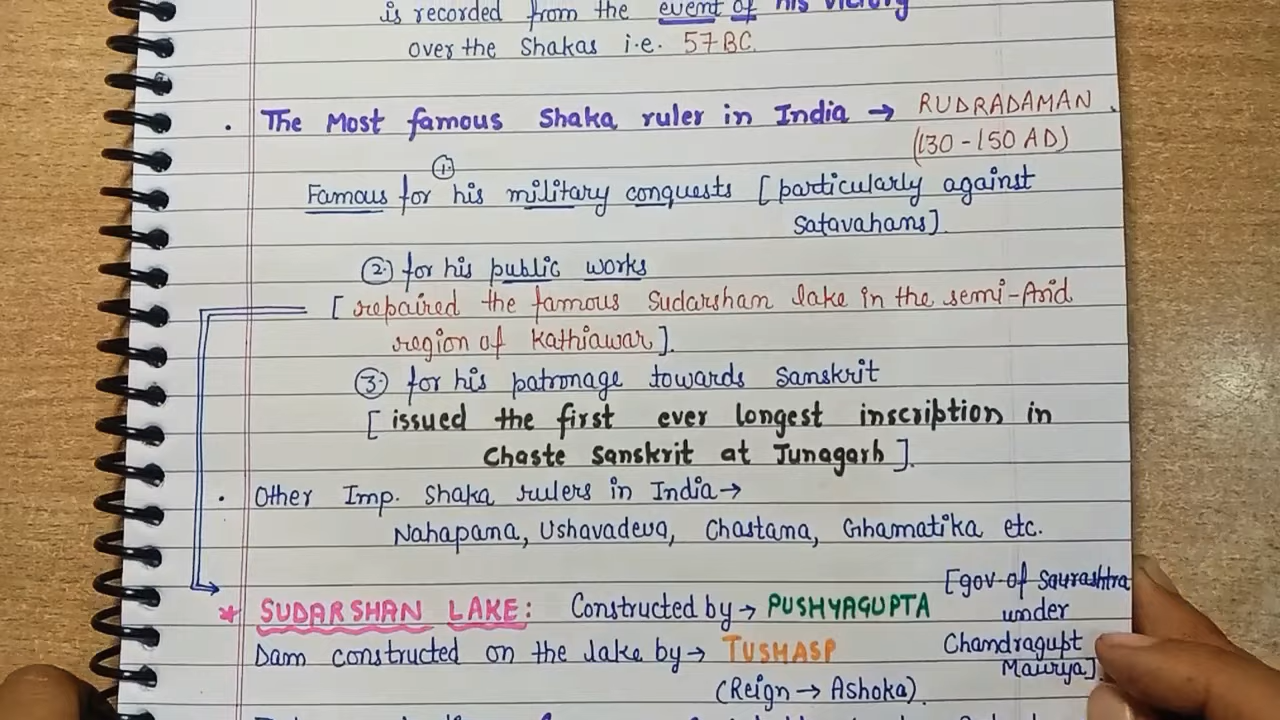 is recorded from the event of his victory
over the Shakas i.e. 57BC.
. The Most famous Shaka ruler in India → RUDRADAMAN.
(130-150 AD)
①
Famous for his military conquests [particularly against
Satavahans]
② for his public works
[repaired the famous Sudarshan lake in the semi-Arid
region of Kathiawar].
③ for his patronage towards Sanskrit
[issued the first ever longest inscription in
Chaste Sanskrit at Junagarh].
. Other Imp. Shaka rulers in India→
Nahapana, Ushavadeva, Chastana, Ghamatika etc.
* SUDARSHAN LAKE: Constructed by→ PUSHYAGUPTA [gov of Saurashtra
under
Dam constructed on the lake by→ TUSHASP Chandragupt
Maurya].
(Reign → Ashoka).